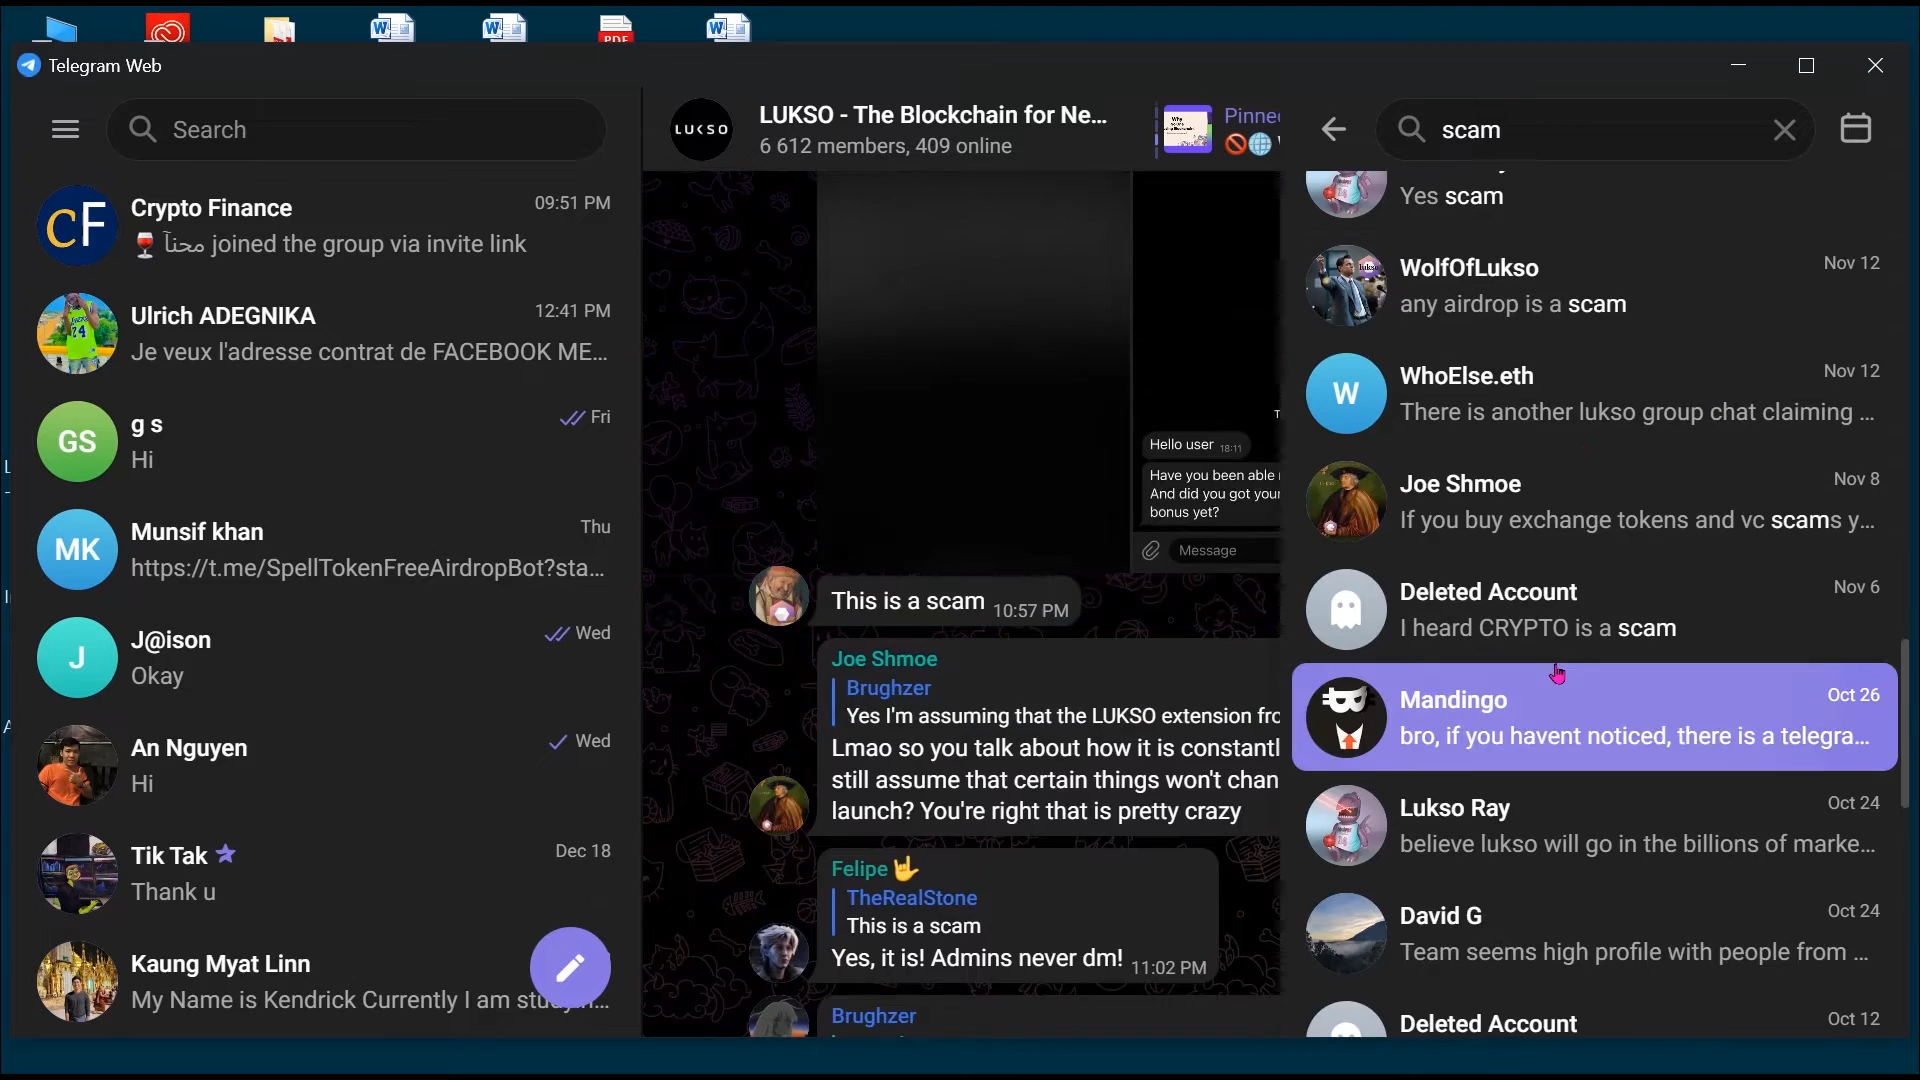 PDF
Telegram Web
Search
CF
Crypto Finance
09:51 PM
🍷 محنآ joined the group via invite link
Ulrich ADEGNIKA
12:41 PM
Je veux l'adresse contrat de FACEBOOK ME...
GS
g s
Fri
Hi
MK
Munsif khan
Thu
https://t.me/SpellTokenFreeAirdropBot?sta...
J
J@ison
Wed
Okay
An Nguyen
Wed
Hi
Tik Tak
Dec 18
Thank u
Kaung Myat Linn
My Name is Kendrick Currently I am
LUKSO
LUKSO - The Blockchain for Ne...
6 612 members, 409 online
Pinned
Hello user 18:11
Have you been able
And did you got your
bonus yet?
Message
This is a scam 10:57 PM
Joe Shmoe
Brughzer
Yes I'm assuming that the LUKSO extension fro
Lmao so you talk about how it is constantl
still assume that certain things won't chan
launch? You're right that is pretty crazy
Felipe🤟
TheRealStone
This is a scam
Yes, it is! Admins never dm! 11:02 PM
Brughzer
scam
Yes scam
WolfOfLukso
Nov 12
any airdrop is a scam
W
WhoElse.eth
Nov 12
There is another lukso group chat claiming ...
Joe Shmoe
Nov 8
If you buy exchange tokens and vc scams y...
Deleted Account
Nov 6
I heard CRYPTO is a scam
Mandingo
Oct 26
bro, if you havent noticed, there is a telegra...
Lukso Ray
Oct 24
believe lukso will go in the billions of marke...
David G
Oct 24
Team seems high profile with people from ...
Deleted Account
Oct 12